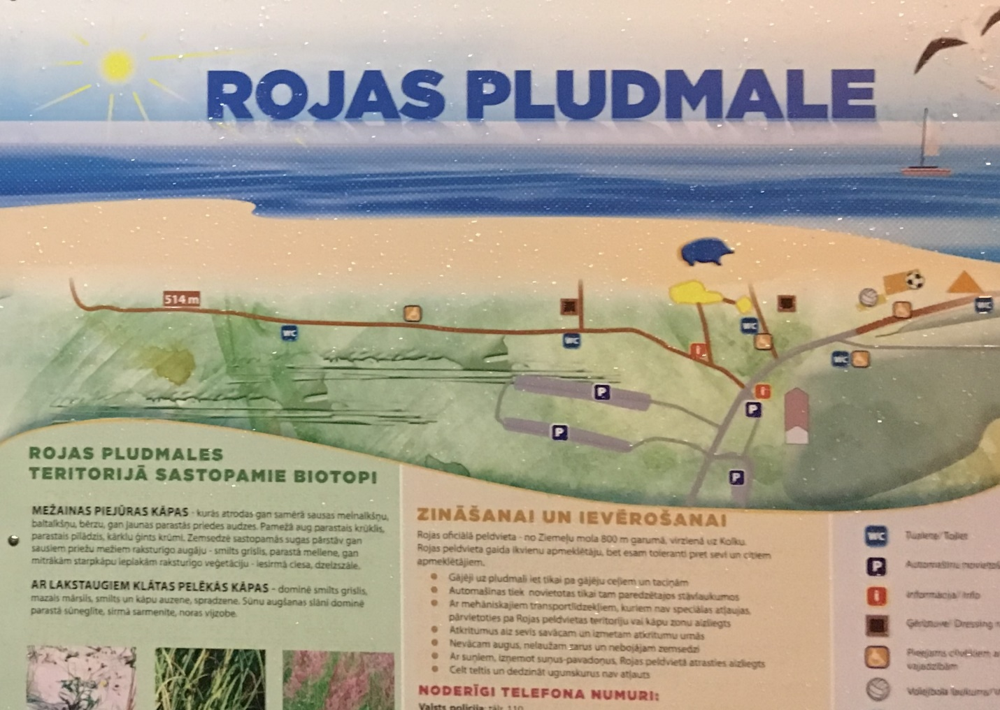 ROJAS PLUDMALE
514 m
WC
WC
WC
WC
WC
i
i
P
P
P
P
ROJAS PLUDMALES
TERITORIJĀ SASTOPAMIE BIOTOPI
MEŽAINAS PIEJŪRAS KĀPAS - kurās atrodas gan samērā sausas melnalkšņu,
baltalkšņu, bērzu, gan jaunas parastās priedes audzes. Pamežā aug parastais krūklis,
parastais pīlādzis, kārklu ģints krūmi. Zemsedzē sastopamās sugas pārstāv gan
sausiem priežu mežiem raksturīgo augāju - smilts grīslis, parastā mellene, gan
mitrākām starpkāpu ieplakām raksturīgo veģetāciju - iesirmā ciesa, dzelzszāle.
AR LAKSTAUGIEM KLĀTAS PELĒKĀS KĀPAS - dominē smilts grīslis,
mazais mārsils, smilts un kāpu auzene, spradzene. Sūnu augšanas slānī dominē
parastā sūneglīte, sirmā sarmenīte, noras vijzobe.
ZINĀŠANAI UN IEVĒROŠANAI
Rojas oficiālā peldvieta - no Ziemeļu mola 800 m garumā, virzienā uz Kolku.
Rojas peldvieta gaida ikvienu apmeklētāju, bet esam toleranti pret sevi un citiem
apmeklētājiem.
Gājēji uz pludmali iet tikai pa gājēju ceļiem un taciņām
Automašīnas tiek novietotas tikai tam paredzētajos stāvlaukumos
Ar mehāniskajiem transportlīdzekļiem, kuriem nav speciālas atļaujas,
pārvietoties pa Rojas peldvietas teritoriju vai kāpu zonu aizliegts
Atkritumus aiz sevis savācam un izmetam atkritumu urnās
Nevācam augus, nelaužam zarus un nebojājam zemsedzi
Ar suņiem, izņemot suņus-pavadoņus, Rojas peldvietā atrasties aizliegts
Celt teltis un dedzināt ugunskurus nav atļauts
NODERĪGI TELEFONA NUMURI:
Valsts policija: tālr. 110
WC Tualete/ Toilet
P Automašīnu
i Informācija/ Info
Ģērbtuve/ Dressing
Pieejams cilvēkiem
vajadzībām
Volejbola laukums/